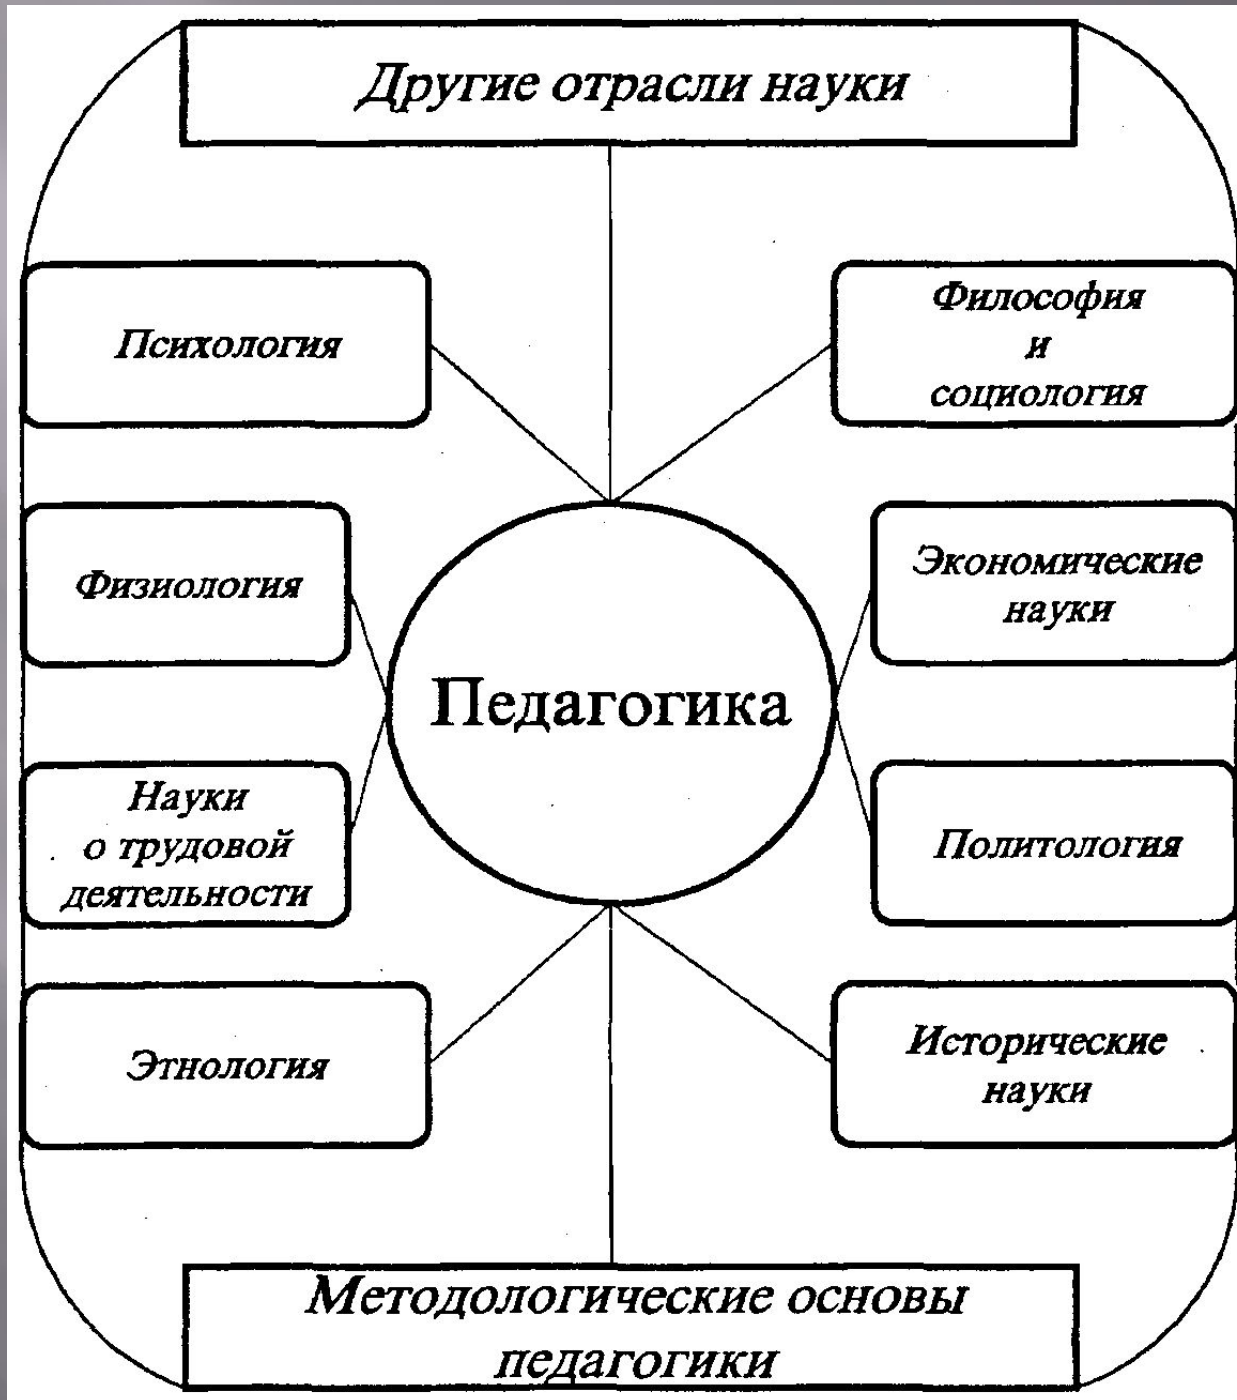 Другие отрасли науки
Психология
Философия
и
социология
Физиология
Экономические
науки
Педагогика
Науки
о трудовой
деятельности
Политология
Этнология
Исторические
науки
Методологические основы
педагогики